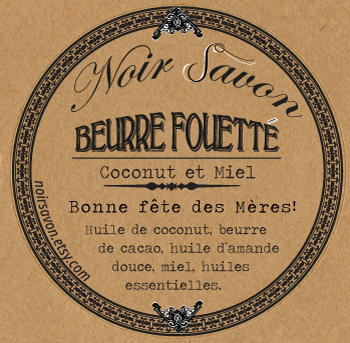 Noir Savon
BEURRE FOUETTÉ
Coconut et Miel
Bonne fête des Mères!
Huile de coconut, beurre
de cacao, huile d'amande
douce, miel, huiles
essentielles.
noirsavon.etsy.com